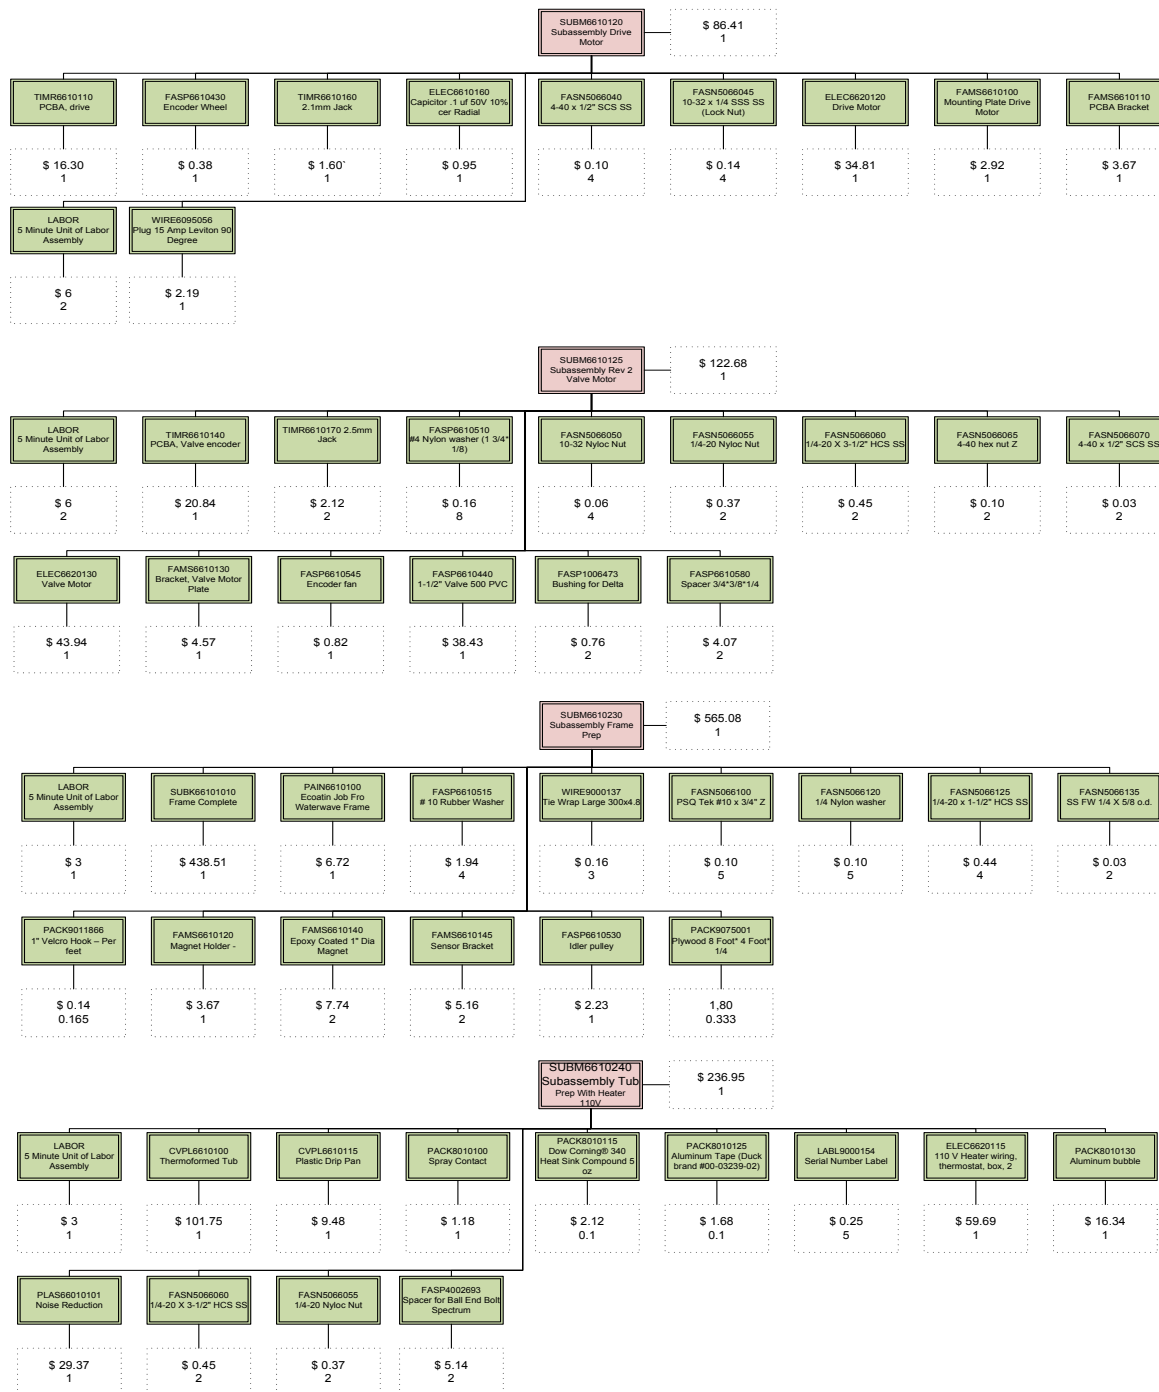 SUBM6610120
Subassembly Drive
Motor
$ 86.41
1
TIMR6610110
PCBA, drive
FASP6610430
Encoder Wheel
TIMR6610160
2.1mm Jack
ELEC6610160
Capicitor .1 uf 50V 10%
cer Radial
FASN5066040
4-40 x 1/2" SCS SS
FASN5066045
10-32 x 1/4 SSS SS
(Lock Nut)
ELEC6620120
Drive Motor
FAMS6610100
Mounting Plate Drive
Motor
FAMS6610110
PCBA Bracket
$ 16.30
1
$ 0.38
1
$ 1.60`
1
$ 0.95
1
$ 0.10
4
$ 0.14
4
$ 34.81
1
$ 2.92
1
$ 3.67
1
LABOR
5 Minute Unit of Labor
Assembly
WIRE6095056
Plug 15 Amp Leviton 90
Degree
$ 6
2
$ 2.19
1
SUBM6610125
Subassembly Rev 2
Valve Motor
$ 122.68
1
LABOR
5 Minute Unit of Labor
Assembly
TIMR6610140
PCBA, Valve encoder
TIMR6610170 2.5mm
Jack
FASP6610510
#4 Nylon washer (1 3/4*
1/8)
FASN5066050
10-32 Nyloc Nut
FASN5066055
1/4-20 Nyloc Nut
FASN5066060
1/4-20 X 3-1/2" HCS SS
FASN5066065
4-40 hex nut Z
FASN5066070
4-40 x 1/2" SCS SS
$ 6
2
$ 20.84
1
$ 2.12
2
$ 0.16
8
$ 0.06
4
$ 0.37
2
$ 0.45
2
$ 0.10
2
$ 0.03
2
ELEC6620130
Valve Motor
FAMS6610130
Bracket, Valve Motor
Plate
FASP6610545
Encoder fan
FASP6610440
1-1/2" Valve 500 PVC
FASP1006473
Bushing for Delta
FASP6610580
Spacer 3/4*3/8*1/4
$ 43.94
1
$ 4.57
1
$ 0.82
1
$ 38.43
1
$ 0.76
2
$ 4.07
2
SUBM6610230
Subassembly Frame
Prep
$ 565.08
1
LABOR
5 Minute Unit of Labor
Assembly
SUBK66101010
Frame Complete
PAIN6610100
Ecoatin Job Fro
Waterwave Frame
FASP6610515
# 10 Rubber Washer
WIRE9000137
Tie Wrap Large 300x4.8
FASN5066100
PSQ Tek #10 x 3/4" Z
FASN5066120
1/4 Nylon washer
FASN5066125
1/4-20 x 1-1/2" HCS SS
FASN5066135
SS FW 1/4 X 5/8 o.d.
$ 3
1
$ 438.51
1
$ 6.72
1
$ 1.94
4
$ 0.16
3
$ 0.10
5
$ 0.10
5
$ 0.44
4
$ 0.03
2
PACK9011866
1" Velcro Hook – Per
feet
FAMS6610120
Magnet Holder -
FAMS6610140
Epoxy Coated 1" Dia
Magnet
FAMS6610145
Sensor Bracket
FASP6610530
Idler pulley
PACK9075001
Plywood 8 Foot* 4 Foot*
1/4
$ 0.14
0.165
$ 3.67
1
$ 7.74
2
$ 5.16
2
$ 2.23
1
1,80
0.333
SUBM6610240
Subassembly Tub
Prep With Heater
110V
$ 236.95
1
LABOR
5 Minute Unit of Labor
Assembly
CVPL6610100
Thermoformed Tub
CVPL6610115
Plastic Drip Pan
PACK8010100
Spray Contact
PACK8010115
Dow Corning® 340
Heat Sink Compound 5
oz
PACK8010125
Aluminum Tape (Duck
brand #00-03239-02)
LABL9000154
Serial Number Label
ELEC6620115
110 V Heater wiring,
thermostat, box, 2
PACK8010130
Aluminum bubble
$ 3
1
$ 101.75
1
$ 9.48
1
$ 1.18
1
$ 2.12
0.1
$ 1.68
0.1
$ 0.25
5
$ 59.69
1
$ 16.34
1
PLAS66010101
Noise Reduction
FASN5066060
1/4-20 X 3-1/2" HCS SS
FASN5066055
1/4-20 Nyloc Nut
FASP4002693
Spacer for Ball End Bolt
Spectrum
$ 29.37
1
$ 0.45
2
$ 0.37
2
$ 5.14
2